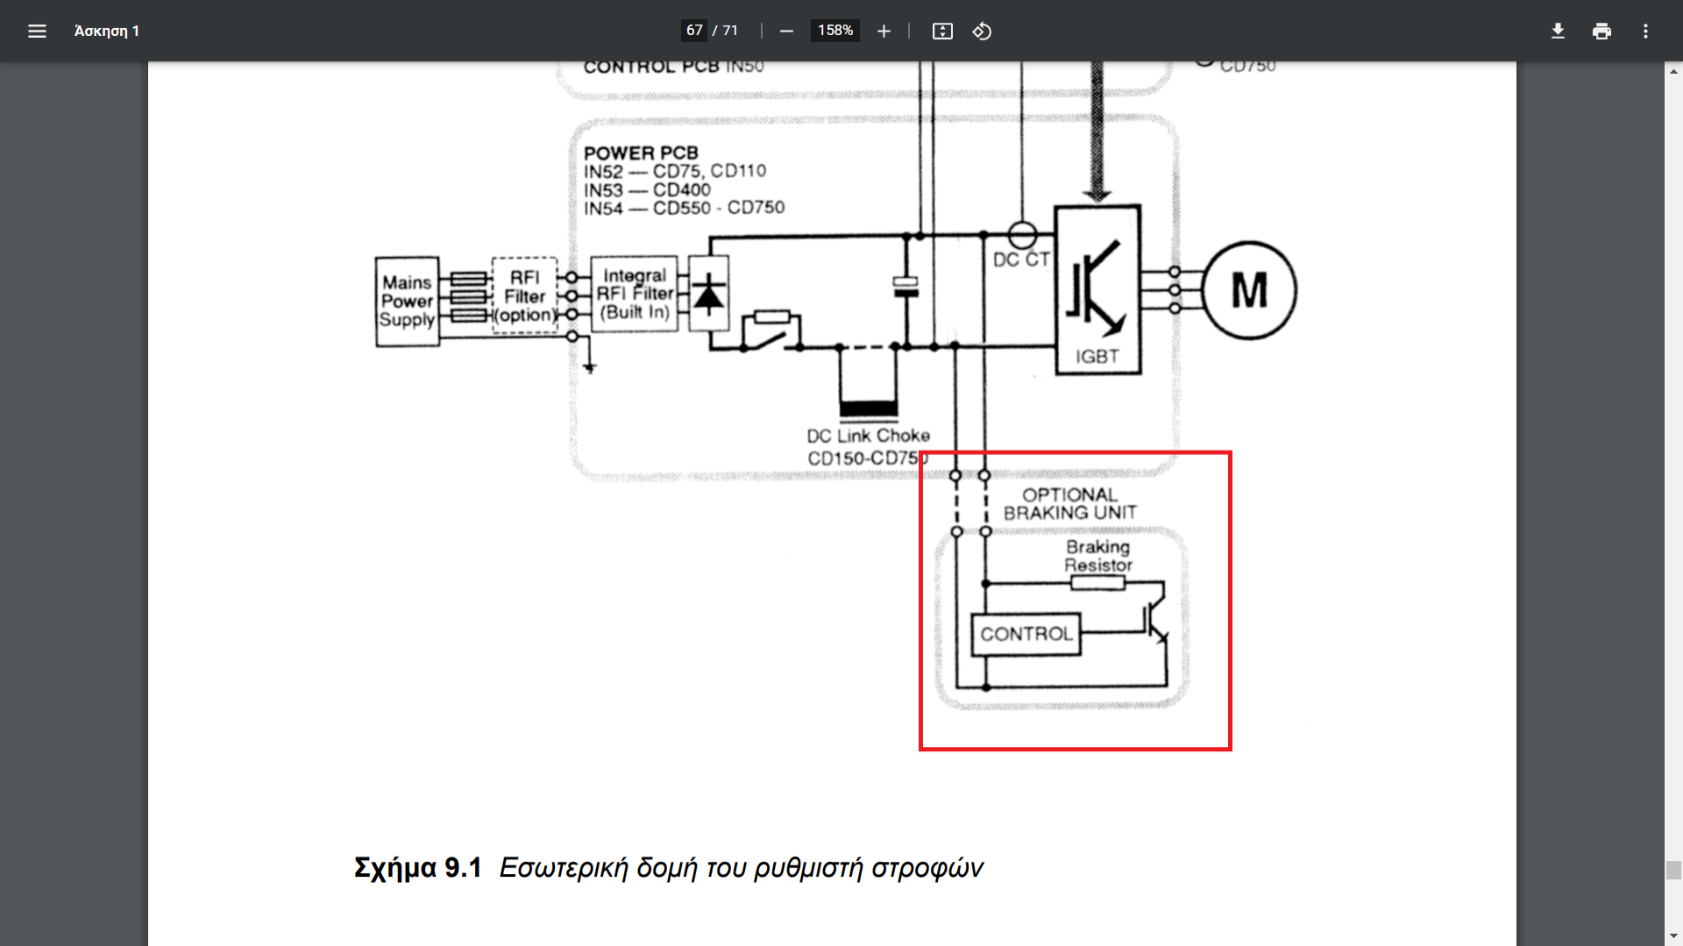 Άσκηση 1
67 / 71
158%
CONTROL PCB IN50
CD750
POWER PCB
IN52 — CD75, CD110
IN53 — CD400
IN54 — CD550 - CD750
Mains
Power
Supply
RFI
Filter
(option)
Integral
RFI Filter
(Built In)
DC CT
IGBT
M
DC Link Choke
CD150-CD750
OPTIONAL
BRAKING UNIT
Braking
Resistor
CONTROL
Σχήμα 9.1 Εσωτερική δομή του ρυθμιστή στροφών